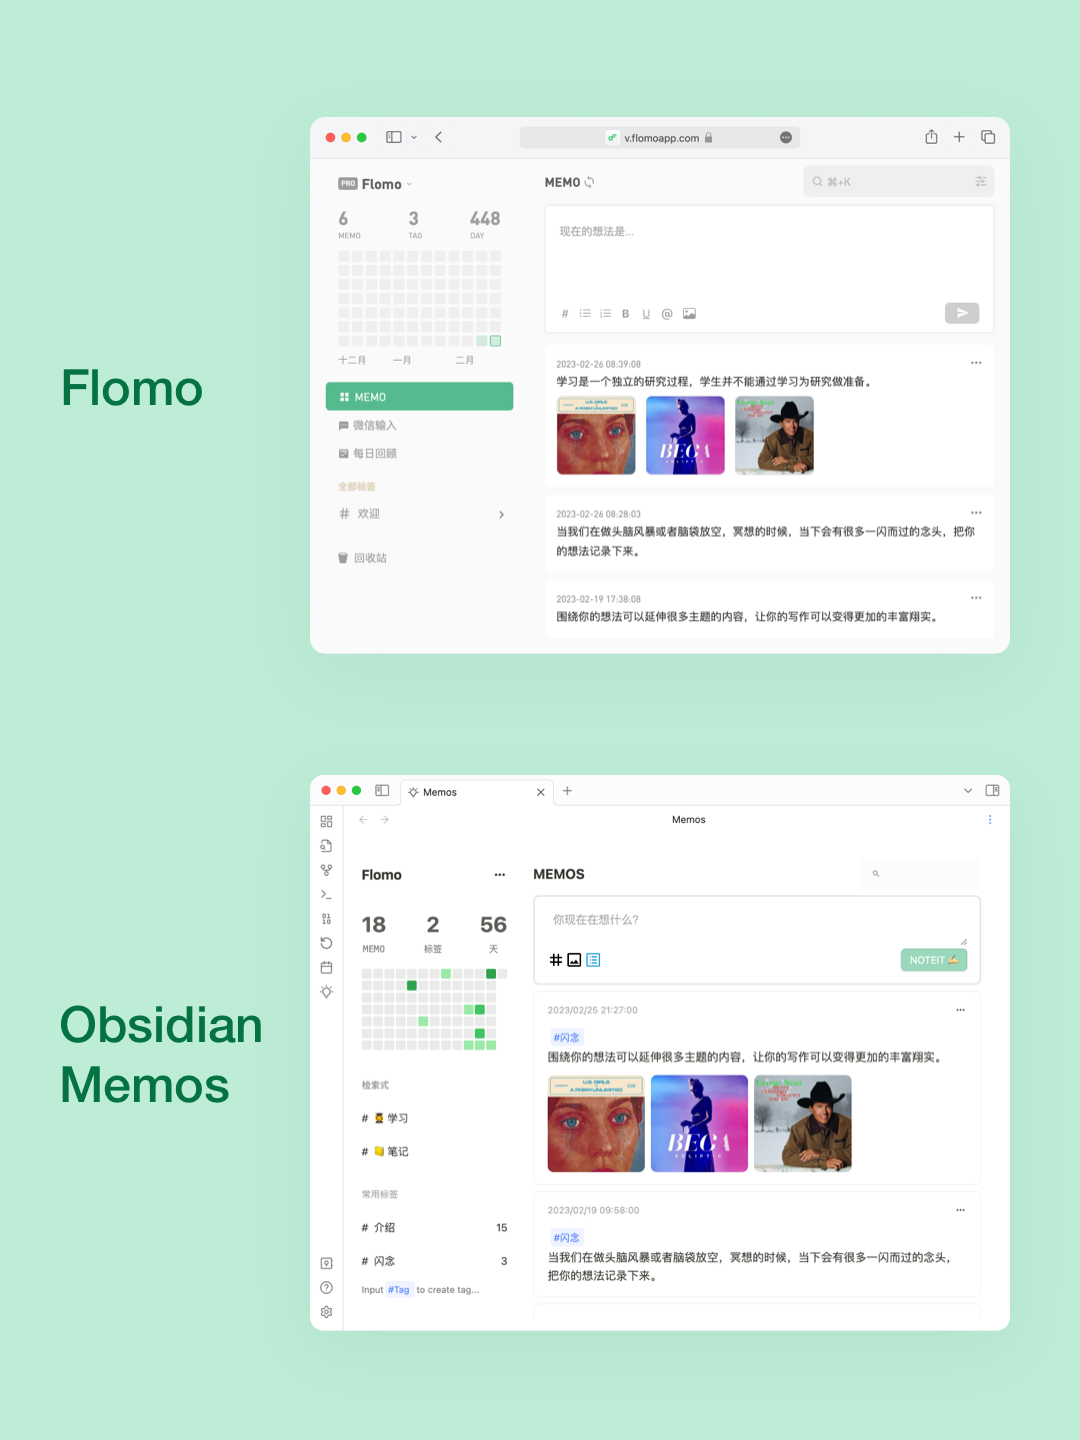 Flomo
v.flomoapp.com
PRO Flomo
6 3 448
MEMO TAG DAY
十二月 一月 二月
MEMO
微信输入
每日回顾
全部标签
# 欢迎
回收站
MEMO
⌘+K
现在的想法是...
# B U @
2023-02-26 08:39:08
学习是一个独立的研究过程，学生并不能通过学习为研究做准备。
U.S. GIRLS
A POEM UNLIMITED
BECA
ECLIPTIC
George Strait
2023-02-26 08:28:03
当我们在做头脑风暴或者脑袋放空，冥想的时候，当下会有很多一闪而过的念头，把你
的想法记录下来。
2023-02-19 17:38:08
围绕你的想法可以延伸很多主题的内容，让你的写作可以变得更加的丰富翔实。
Obsidian
Memos
Memos
Memos
Flomo
18 2 56
MEMO 标签 天
检索式
# 学习
# 笔记
常用标签
# 介绍 15
# 闪念 3
Input #Tag to create tag...
MEMOS
你现在在想什么?
NOTEIT ✍️
2023/02/25 21:27:00
#闪念
围绕你的想法可以延伸很多主题的内容，让你的写作可以变得更加的丰富翔实。
U.S. GIRLS
A POEM UNLIMITED
BECA
ECLIPTIC
George Strait
2023/02/19 09:58:00
#闪念
当我们在做头脑风暴或者脑袋放空，冥想的时候，当下会有很多一闪而过的念头，
把你的想法记录下来。